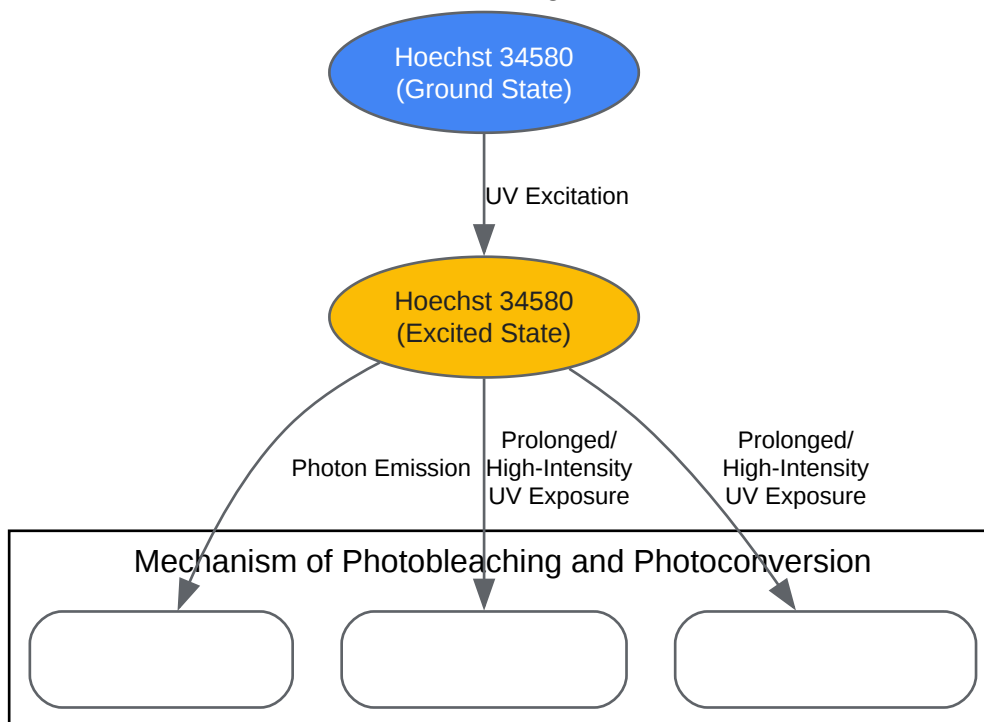 Hoechst 34580
(Ground State)
UV Excitation
Hoechst 34580
(Excited State)
Photon Emission
Prolonged/
High-Intensity
UV Exposure
Prolonged/
High-Intensity
UV Exposure
Mechanism of Photobleaching and Photoconversion